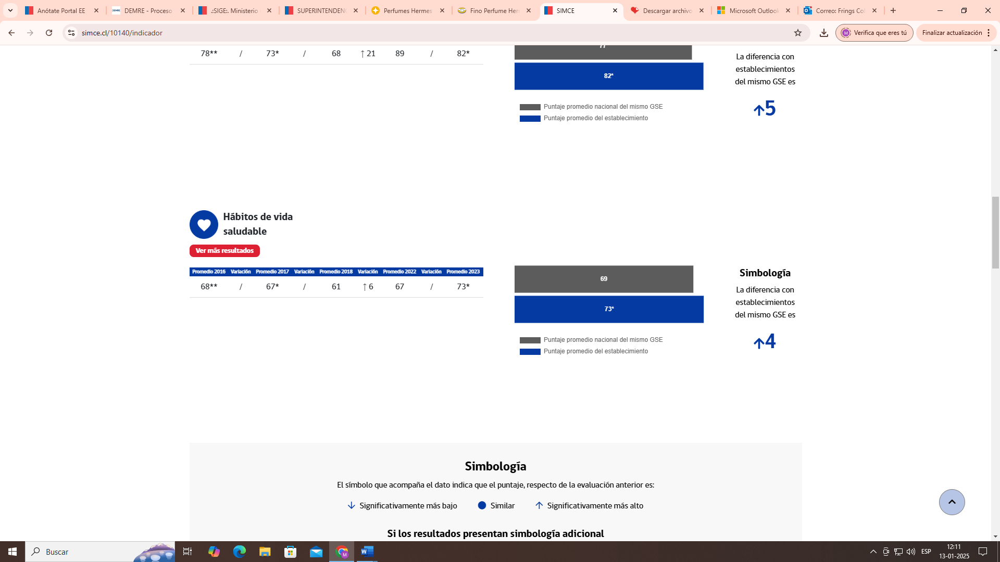 Anótate Portal EE
DEMRE - Proceso
.:SIGE:. Ministerio
SUPERINTENDENC
Perfumes Hermes
Fino Perfume Her
SIMCE
Descargar archivo
Microsoft Outlook
Correo: Frings Col
simce.cl/10140/indicador
Verifica que eres tú
Finalizar actualización
78** / 73* / 68 ↑ 21 89 / 82*
77
82*
Puntaje promedio nacional del mismo GSE
Puntaje promedio del establecimiento
La diferencia con
establecimientos
del mismo GSE es
↑5
Hábitos de vida
saludable
Ver más resultados
Promedio 2016 Variación Promedio 2017 Variación Promedio 2018 Variación Promedio 2022 Variación Promedio 2023
68** / 67* / 61 ↑ 6 67 / 73*
69
73*
Puntaje promedio nacional del mismo GSE
Puntaje promedio del establecimiento
Simbología
La diferencia con
establecimientos
del mismo GSE es
↑4
Simbología
El símbolo que acompaña el dato indica que el puntaje, respecto de la evaluación anterior es:
↓ Significativamente más bajo ● Similar ↑ Significativamente más alto
Si los resultados presentan simbología adicional
Buscar
ESP
12:11
13-01-2025